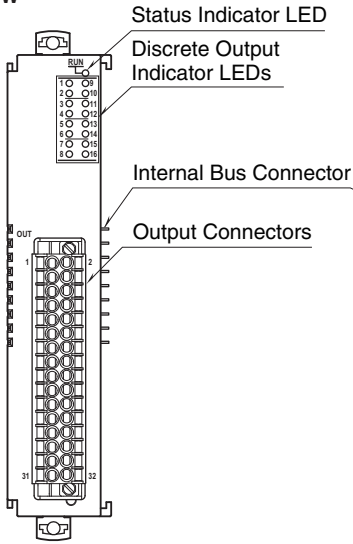 Status Indicator LED
RUN
Discrete Output
Indicator LEDs
1 9
2 10
3 11
4 12
5 13
6 14
7 15
8 16
Internal Bus Connector
OUT
Output Connectors
1 2
31 32